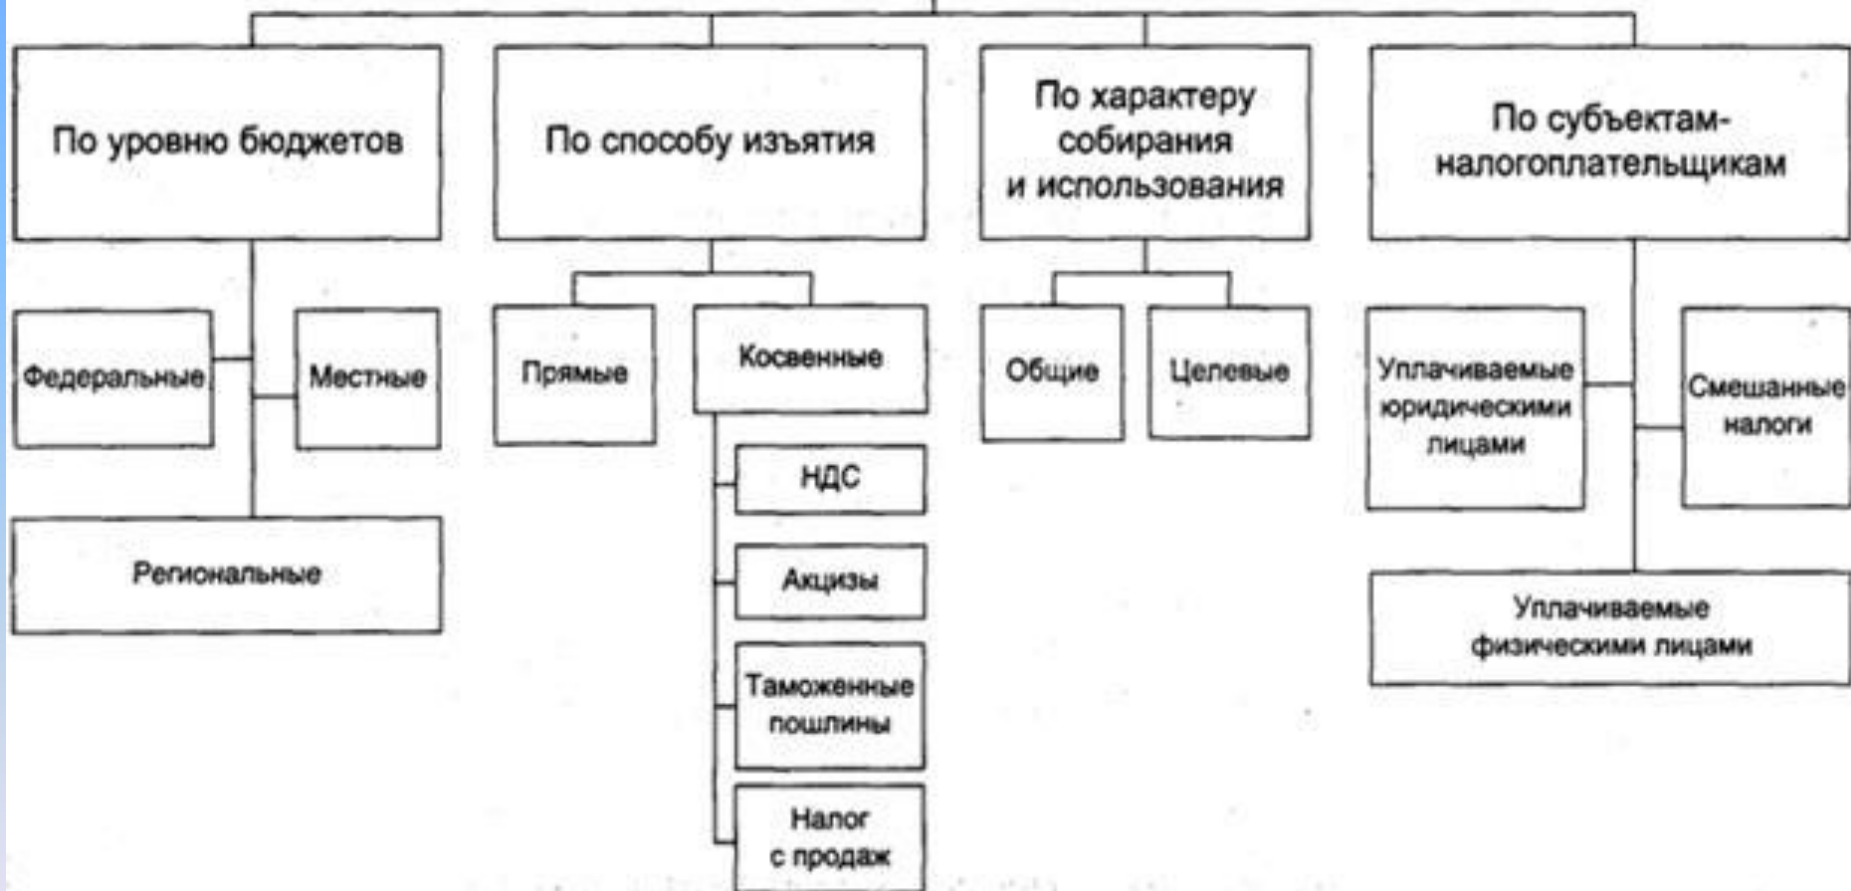 По уровню бюджетов
По способу изъятия
По характеру
собирания
и использования
По субъектам-
налогоплательщикам
Федеральные
Местные
Региональные
Прямые
Косвенные
НДС
Акцизы
Таможенные
пошлины
Налог
с продаж
Общие
Целевые
Уплачиваемые
юридическими
лицами
Смешанные
налоги
Уплачиваемые
физическими лицами